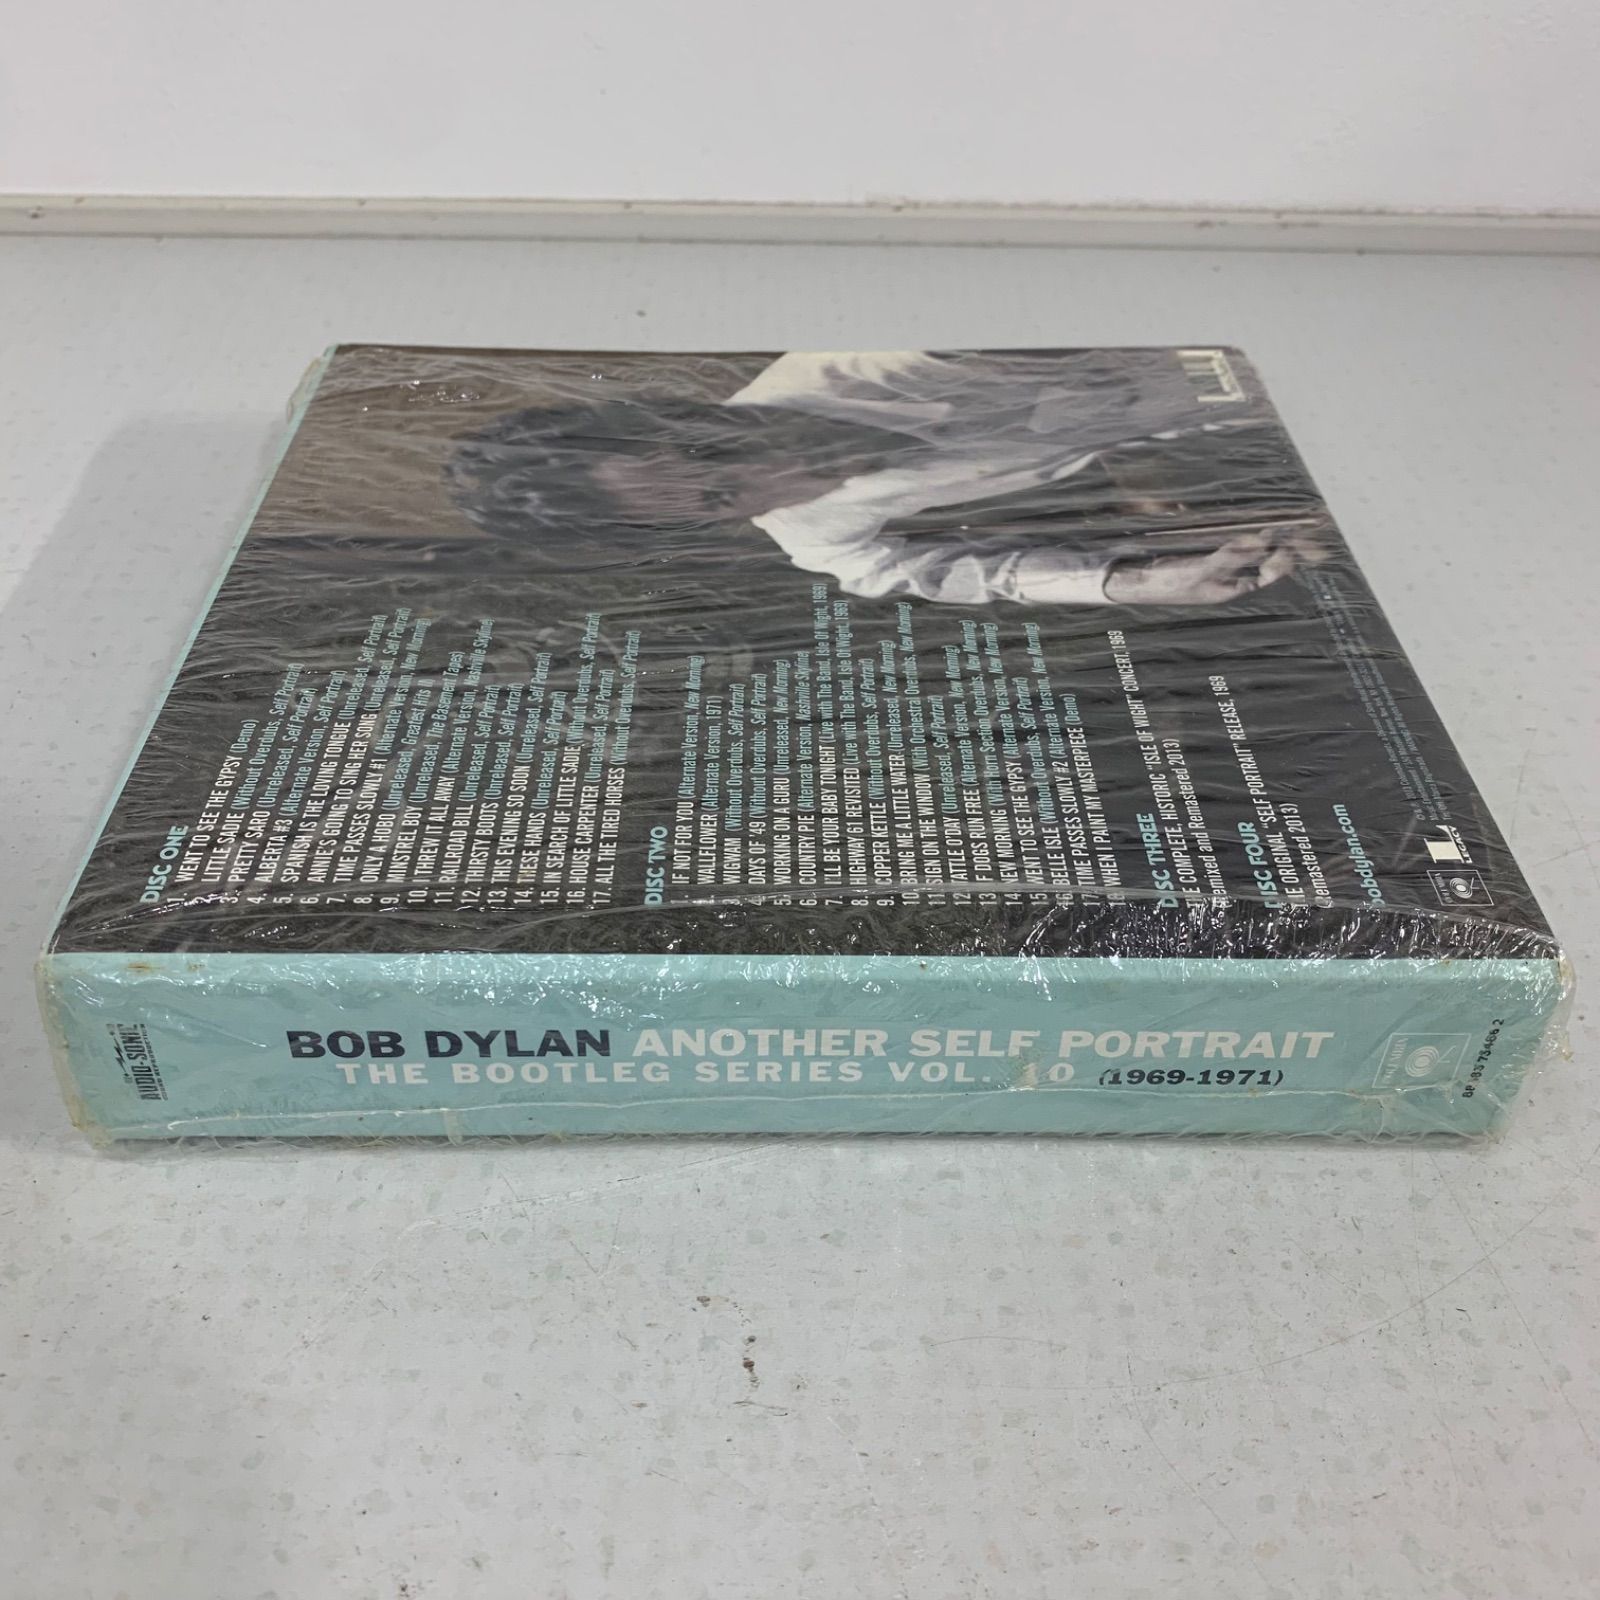 DISC ONE
1. WENT TO SEE THE GYPSY (Demo)
2. LITTLE SADIE (Without Overdubs, Self Portrait)
3. PRETTY SARO (Unreleased, Self Portrait)
4. ALBERTA #3 (Alternate Version, Self Portrait)
5. SPANISH IS THE LOVING TONGUE (Unreleased, Self Portrait)
6. ANNIE'S GOING TO SING HER SONG (Unreleased, Self Portrait)
7. TIME PASSES SLOWLY #1 (Alternate Version, New Morning)
8. ONLY A HOBO (Unreleased, Greatest Hits II)
9. MINSTREL BOY (Unreleased, The Basement Tapes)
10. I THREW IT ALL AWAY (Alternate Version, Nashville Skyline)
11. RAILROAD BILL (Unreleased, Self Portrait)
12. THIRSTY BOOTS (Unreleased, Self Portrait)
13. THIS EVENING SO SOON (Unreleased, Self Portrait)
14. THESE HANDS (Unreleased, Self Portrait)
15. IN SEARCH OF LITTLE SADIE (Without Overdubs, Self Portrait)
16. HOUSE CARPENTER (Unreleased, Self Portrait)
17. ALL THE TIRED HORSES (Without Overdubs, Self Portrait)
DISC TWO
1. IF NOT FOR YOU (Alternate Version, New Morning)
2. WALLFLOWER (Alternate Version, 1971)
3. WIGWAM (Without Overdubs, Self Portrait)
4. DAYS OF '49 (Without Overdubs, Self Portrait)
5. WORKING ON A GURU (Unreleased, New Morning)
6. COUNTRY PIE (Alternate Version, Nashville Skyline)
7. I'LL BE YOUR BABY TONIGHT (Live with The Band, Isle Of Wight, 1969)
8. HIGHWAY 61 REVISITED (Live with The Band, Isle Of Wight, 1969)
9. COPPER KETTLE (Without Overdubs, Self Portrait)
10. BRING ME A LITTLE WATER (Unreleased, New Morning)
11. SIGN ON THE WINDOW (With Orchestral Overdubs, New Morning)
12. TATTLE O'DAY (Unreleased, Self Portrait)
13. IF DOGS RUN FREE (Alternate Version, New Morning)
14. NEW MORNING (With Horn Section Overdubs, New Morning)
15. WENT TO SEE THE GYPSY (Alternate Version, New Morning)
16. BELLE ISLE (Without Overdubs, Self Portrait)
17. TIME PASSES SLOWLY #2 (Alternate Version, New Morning)
18. WHEN I PAINT MY MASTERPIECE (Demo)
DISC THREE
THE COMPLETE, HISTORIC "ISLE OF WIGHT" CONCERT, 1969
(Remixed and Remastered 2013)
DISC FOUR
THE ORIGINAL "SELF PORTRAIT" RELEASE, 1969
(Remastered 2013)
bobdylan.com
COLUMBIA
LEGACY
AUDIO-SONIC
BOB DYLAN ANOTHER SELF PORTRAIT
THE BOOTLEG SERIES VOL. 10 (1969-1971)
COLUMBIA